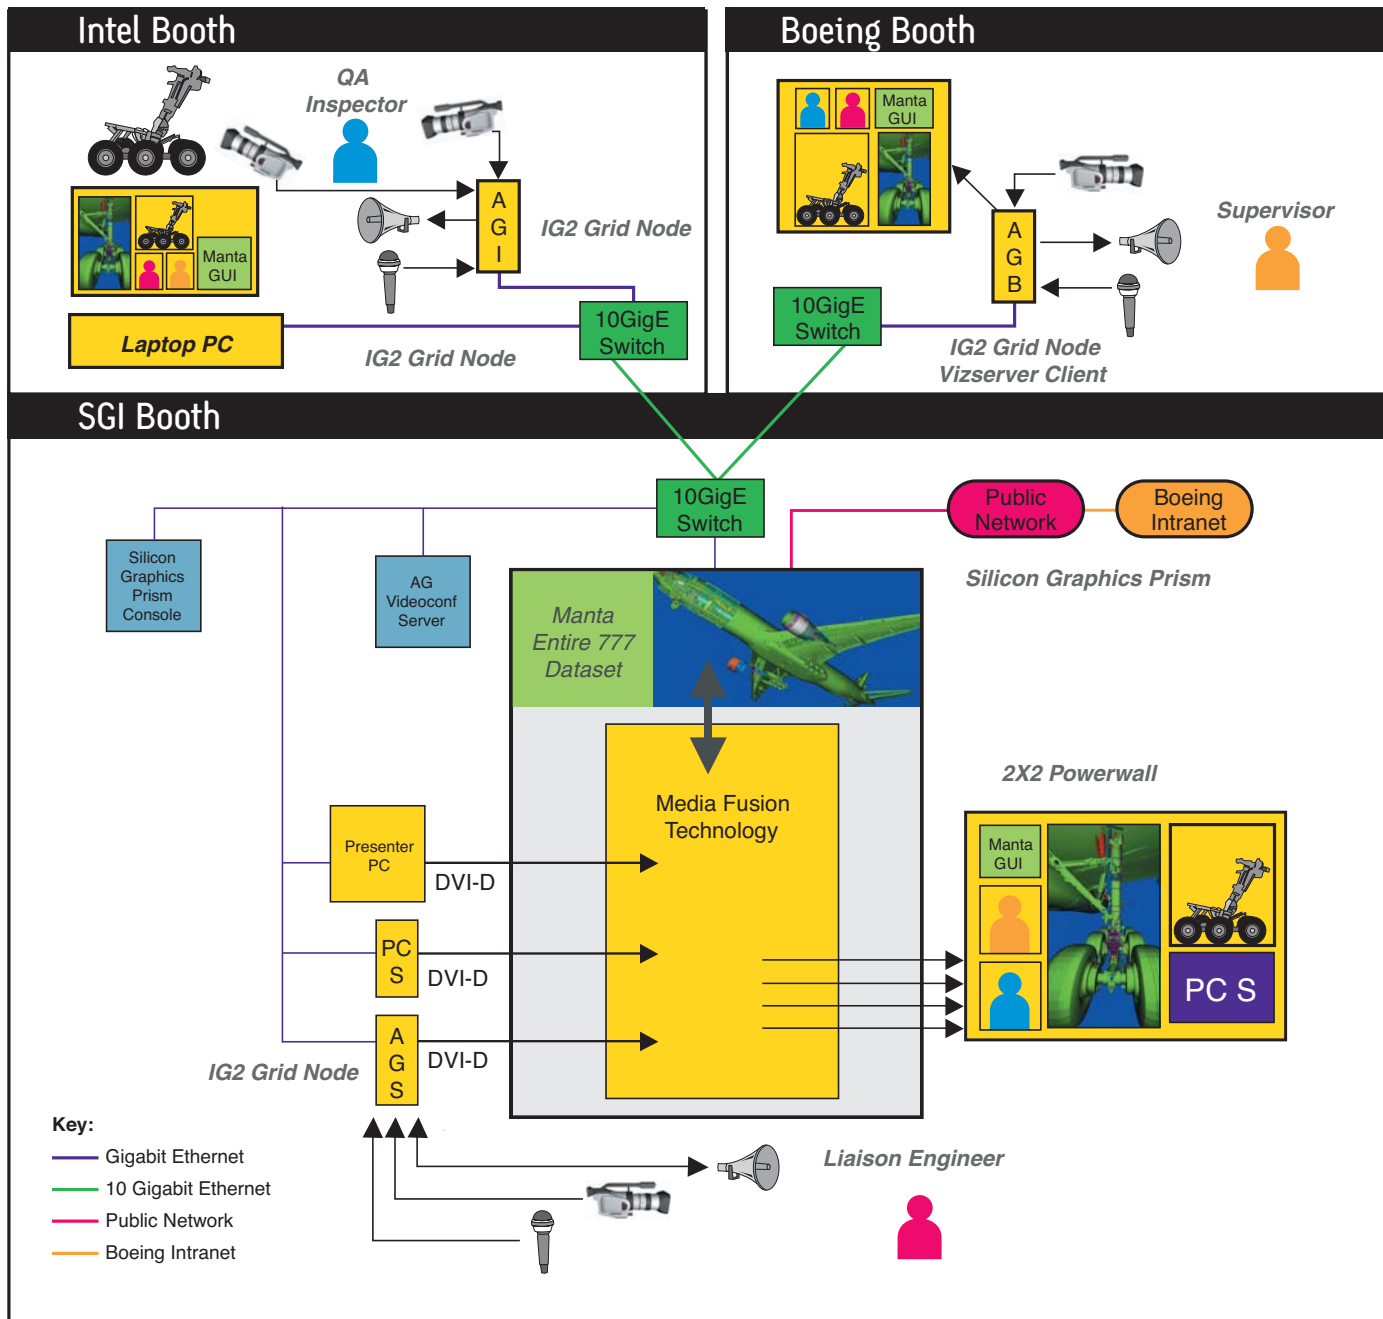 Intel Booth
QA
Inspector
A
G
I
IG2 Grid Node
Manta
GUI
Laptop PC
IG2 Grid Node
10GigE
Switch
Boeing Booth
Manta
GUI
A
G
B
Supervisor
10GigE
Switch
IG2 Grid Node
Vizserver Client
SGI Booth
10GigE
Switch
Public
Network
Boeing
Intranet
Silicon Graphics Prism
Silicon
Graphics
Prism
Console
AG
Videoconf
Server
Manta
Entire 777
Dataset
Media Fusion
Technology
Presenter
PC
DVI-D
PC
S
DVI-D
A
G
S
DVI-D
IG2 Grid Node
2X2 Powerwall
Manta
GUI
PC S
Liaison Engineer
Key:
Gigabit Ethernet
10 Gigabit Ethernet
Public Network
Boeing Intranet